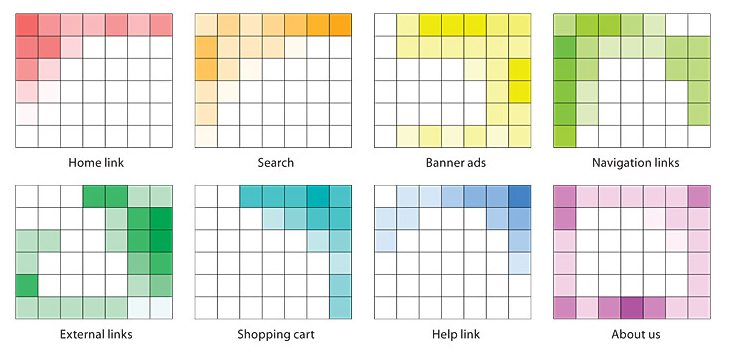 Home link
Search
Banner ads
Navigation links
External links
Shopping cart
Help link
About us